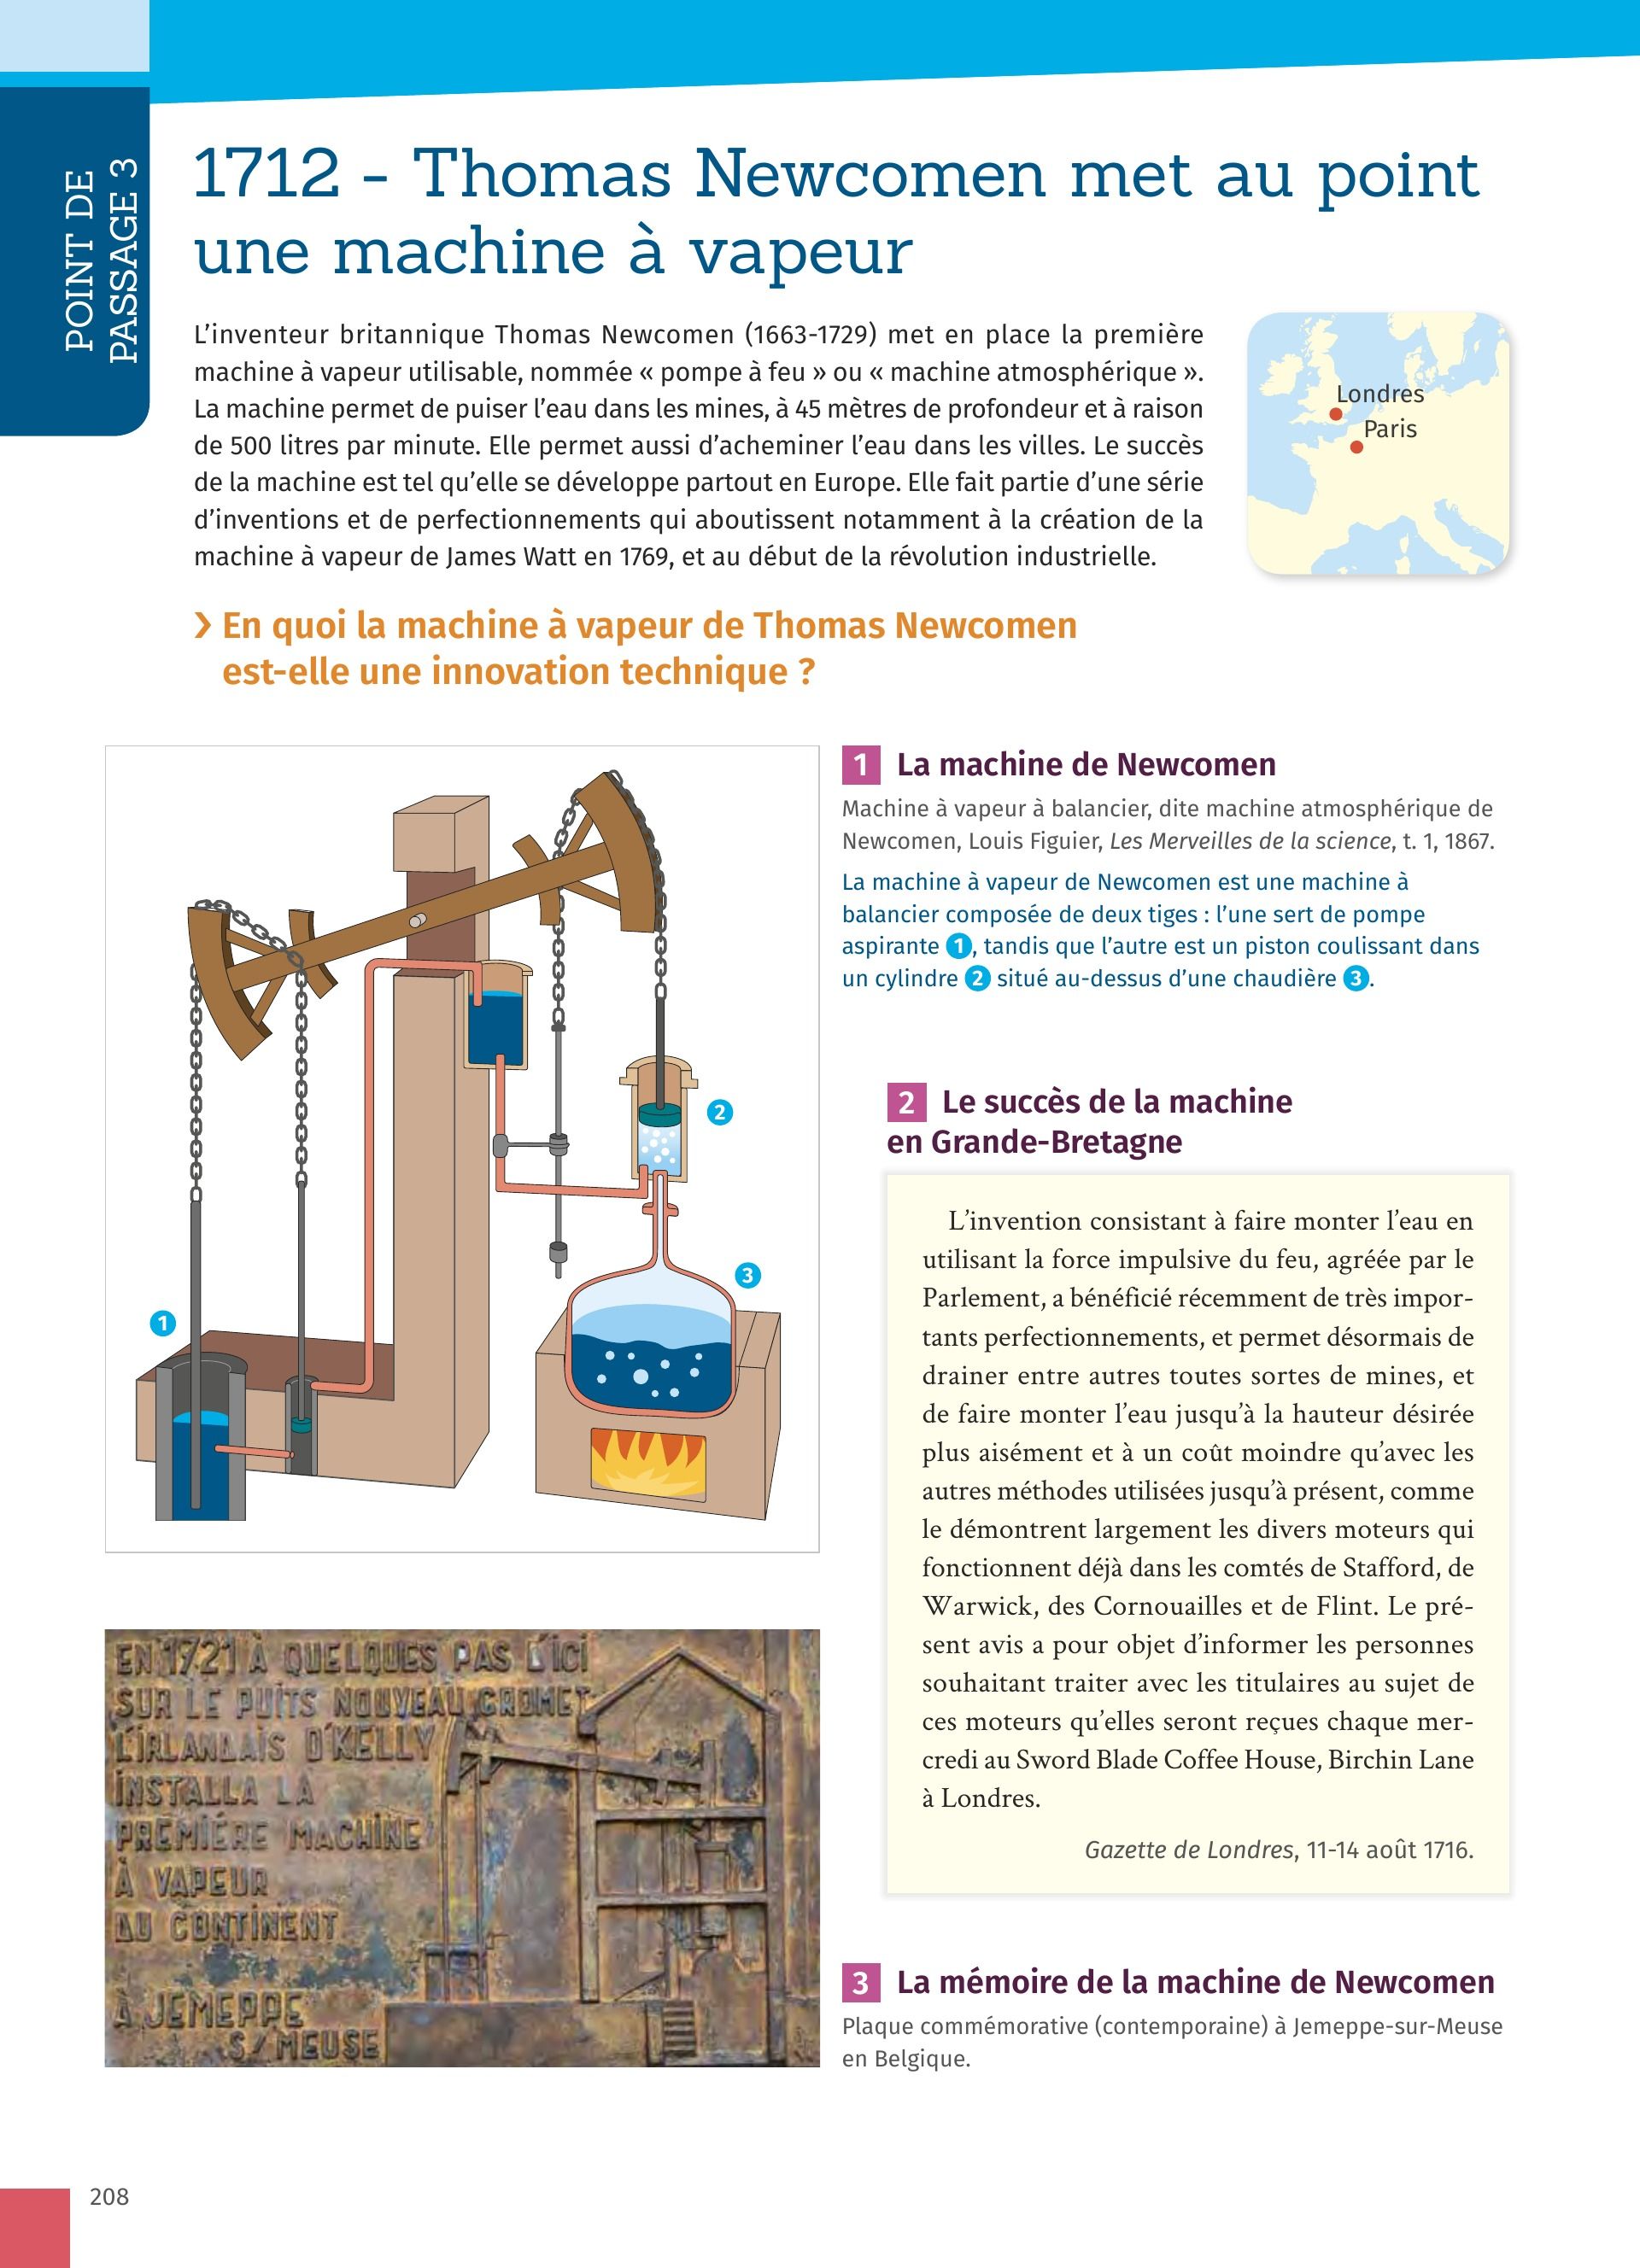 POINT DE
PASSAGE 3
1712 - Thomas Newcomen met au point
une machine à vapeur
L’inventeur britannique Thomas Newcomen (1663-1729) met en place la première
machine à vapeur utilisable, nommée « pompe à feu » ou « machine atmosphérique ».
La machine permet de puiser l’eau dans les mines, à 45 mètres de profondeur et à raison
de 500 litres par minute. Elle permet aussi d’acheminer l’eau dans les villes. Le succès
de la machine est tel qu’elle se développe partout en Europe. Elle fait partie d’une série
d’inventions et de perfectionnements qui aboutissent notamment à la création de la
machine à vapeur de James Watt en 1769, et au début de la révolution industrielle.
Londres
Paris
› En quoi la machine à vapeur de Thomas Newcomen
est-elle une innovation technique ?
1
2
3
1 La machine de Newcomen
Machine à vapeur à balancier, dite machine atmosphérique de
Newcomen, Louis Figuier, Les Merveilles de la science, t. 1, 1867.
La machine à vapeur de Newcomen est une machine à
balancier composée de deux tiges : l’une sert de pompe
aspirante 1, tandis que l’autre est un piston coulissant dans
un cylindre 2 situé au-dessus d’une chaudière 3.
2 Le succès de la machine
en Grande-Bretagne
L’invention consistant à faire monter l’eau en
utilisant la force impulsive du feu, agréée par le
Parlement, a bénéficié récemment de très impor-
tants perfectionnements, et permet désormais de
drainer entre autres toutes sortes de mines, et
de faire monter l’eau jusqu’à la hauteur désirée
plus aisément et à un coût moindre qu’avec les
autres méthodes utilisées jusqu’à présent, comme
le démontrent largement les divers moteurs qui
fonctionnent déjà dans les comtés de Stafford, de
Warwick, des Cornouailles et de Flint. Le pré-
sent avis a pour objet d’informer les personnes
souhaitant traiter avec les titulaires au sujet de
ces moteurs qu’elles seront reçues chaque mer-
credi au Sword Blade Coffee House, Birchin Lane
à Londres.
Gazette de Londres, 11-14 août 1716.
EN 1721 À QUELQUES PAS D'ICI
SUR LE PUITS NOUVEAU GROMET
L'IRLANDAIS O'KELLY
INSTALLA LA
PREMIÉRE MACHINE
À VAPEUR
DU CONTINENT
À JEMEPPE
S/MEUSE
3 La mémoire de la machine de Newcomen
Plaque commémorative (contemporaine) à Jemeppe-sur-Meuse
en Belgique.
208